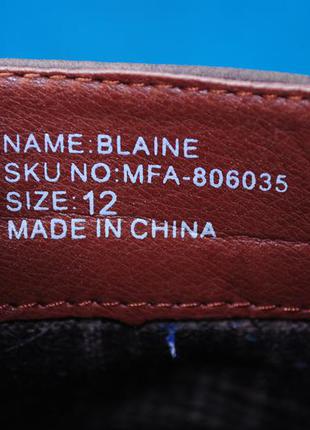 NAME:BLAINE
SKU NO:MFA-806035
SIZE:12
MADE IN CHINA